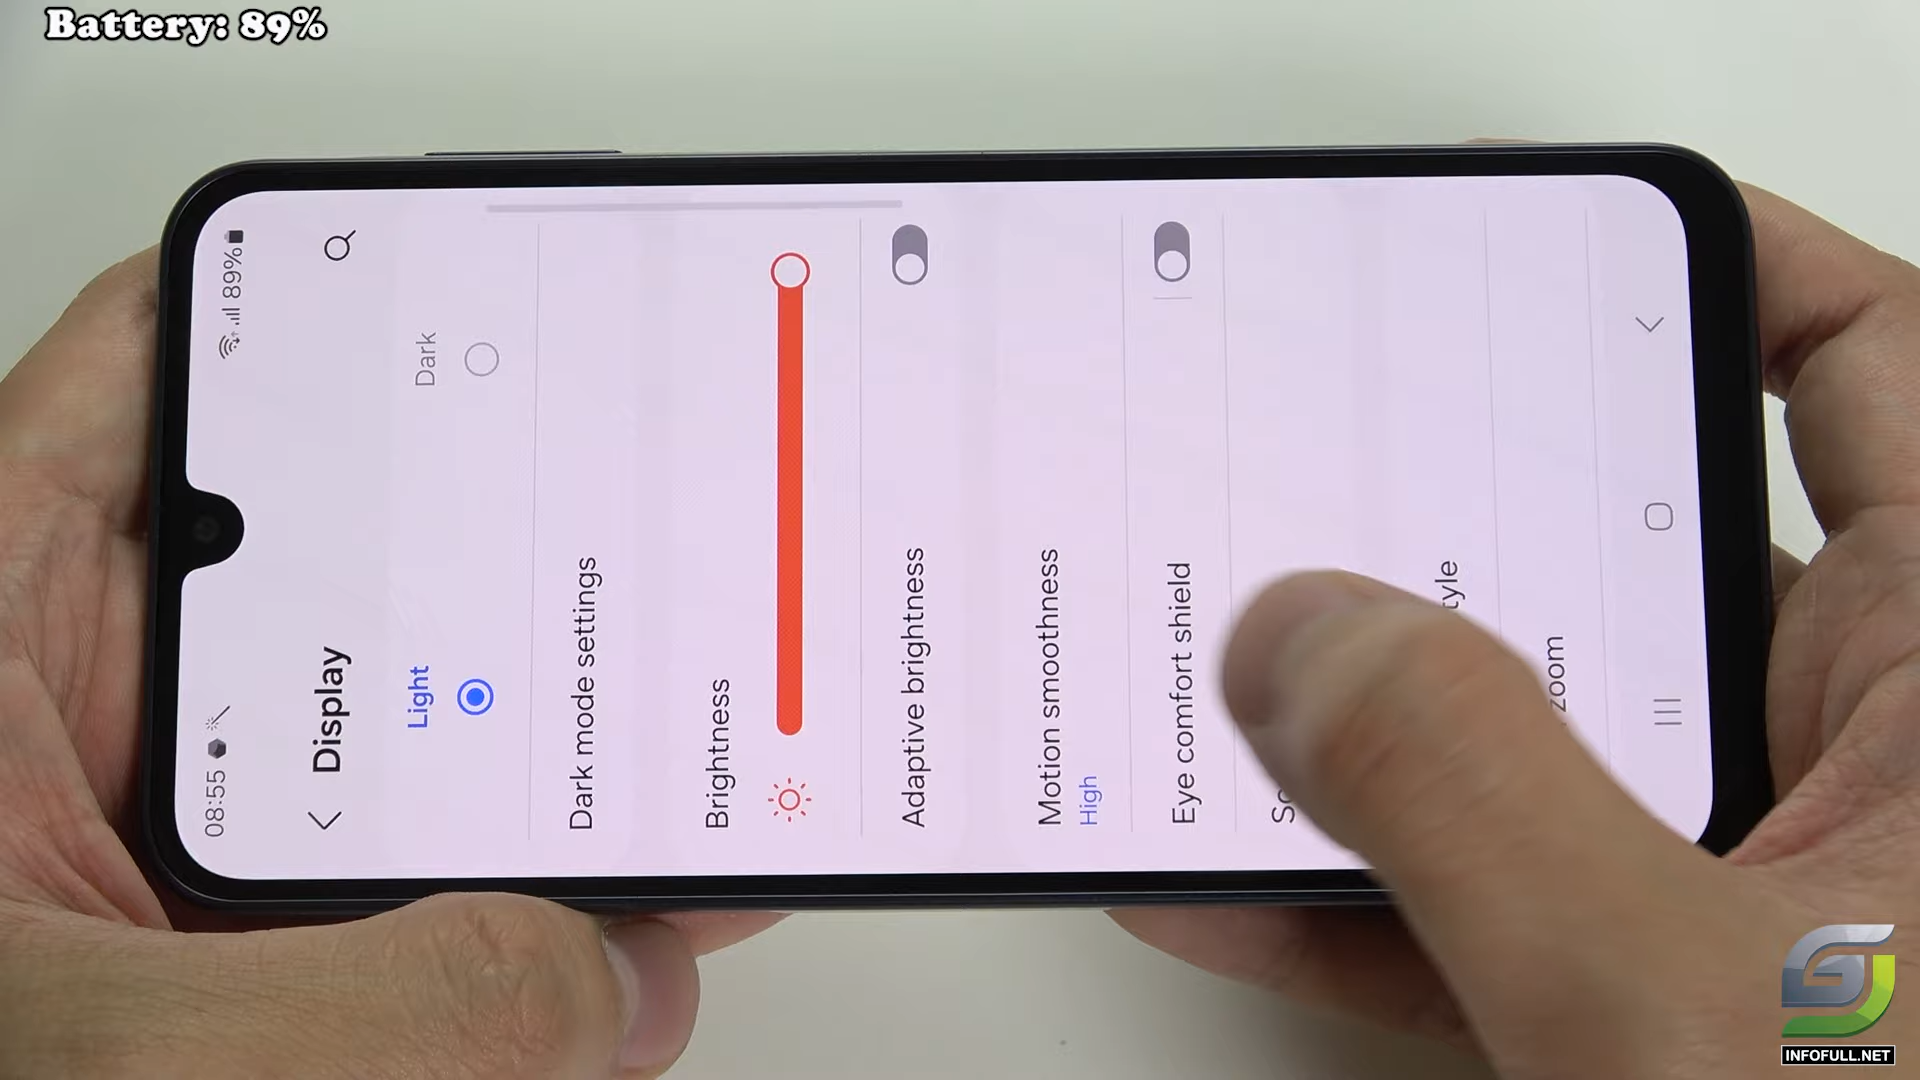 Battery: 89%
08:55
89%
Display
Light
Dark
Dark mode settings
Brightness
Adaptive brightness
Motion smoothness
High
Eye comfort shield
zoom
INFOFULL.NET